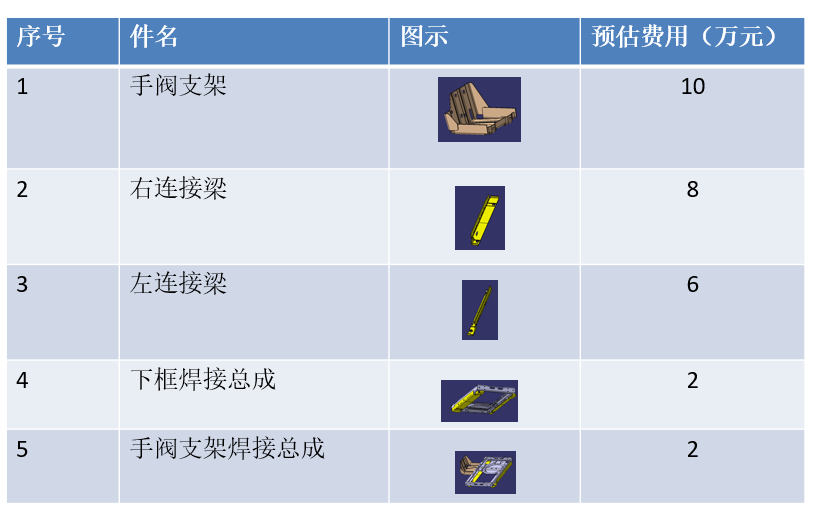 序号 件名 图示 预估费用（万元）
1 手阀支架 10
2 右连接梁 8
3 左连接梁 6
4 下框焊接总成 2
5 手阀支架焊接总成 2